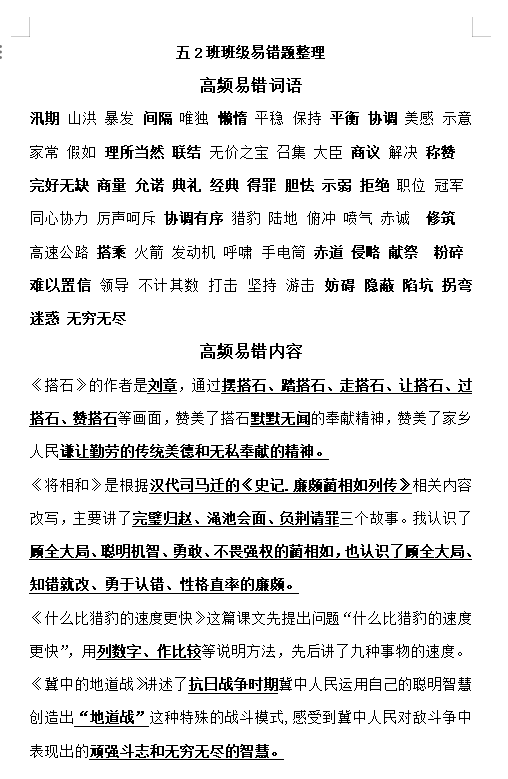 五２班班级易错题整理
高频易错词语
汛期 山洪 暴发 间隔 唯独 懒惰 平稳 保持 平衡 协调 美感 示意
家常 假如 理所当然 联结 无价之宝 召集 大臣 商议 解决 称赞
完好无缺 商量 允诺 典礼 经典 得罪 胆怯 示弱 拒绝 职位 冠军
同心协力 厉声呵斥 协调有序 猎豹 陆地 俯冲 喷气 赤诚 修筑
高速公路 搭乘 火箭 发动机 呼啸 手电筒 赤道 侵略 献祭 粉碎
难以置信 领导 不计其数 打击 坚持 游击 妨碍 隐蔽 陷坑 拐弯
迷惑 无穷无尽
高频易错内容
《搭石》的作者是刘章，通过摆搭石、踏搭石、走搭石、让搭石、过
搭石、赞搭石等画面，赞美了搭石默默无闻的奉献精神，赞美了家乡
人民谦让勤劳的传统美德和无私奉献的精神。
《将相和》是根据汉代司马迁的《史记.廉颇蔺相如列传》相关内容
改写，主要讲了完璧归赵、渑池会面、负荆请罪三个故事。我认识了
顾全大局、聪明机智、勇敢、不畏强权的蔺相如，也认识了顾全大局、
知错就改、勇于认错、性格直率的廉颇。
《什么比猎豹的速度更快》这篇课文先提出问题“什么比猎豹的速度
更快”，用列数字、作比较等说明方法，先后讲了九种事物的速度。
《冀中的地道战》讲述了抗日战争时期冀中人民运用自己的聪明智慧
创造出“地道战”这种特殊的战斗模式,感受到冀中人民对敌斗争中
表现出的顽强斗志和无穷无尽的智慧。